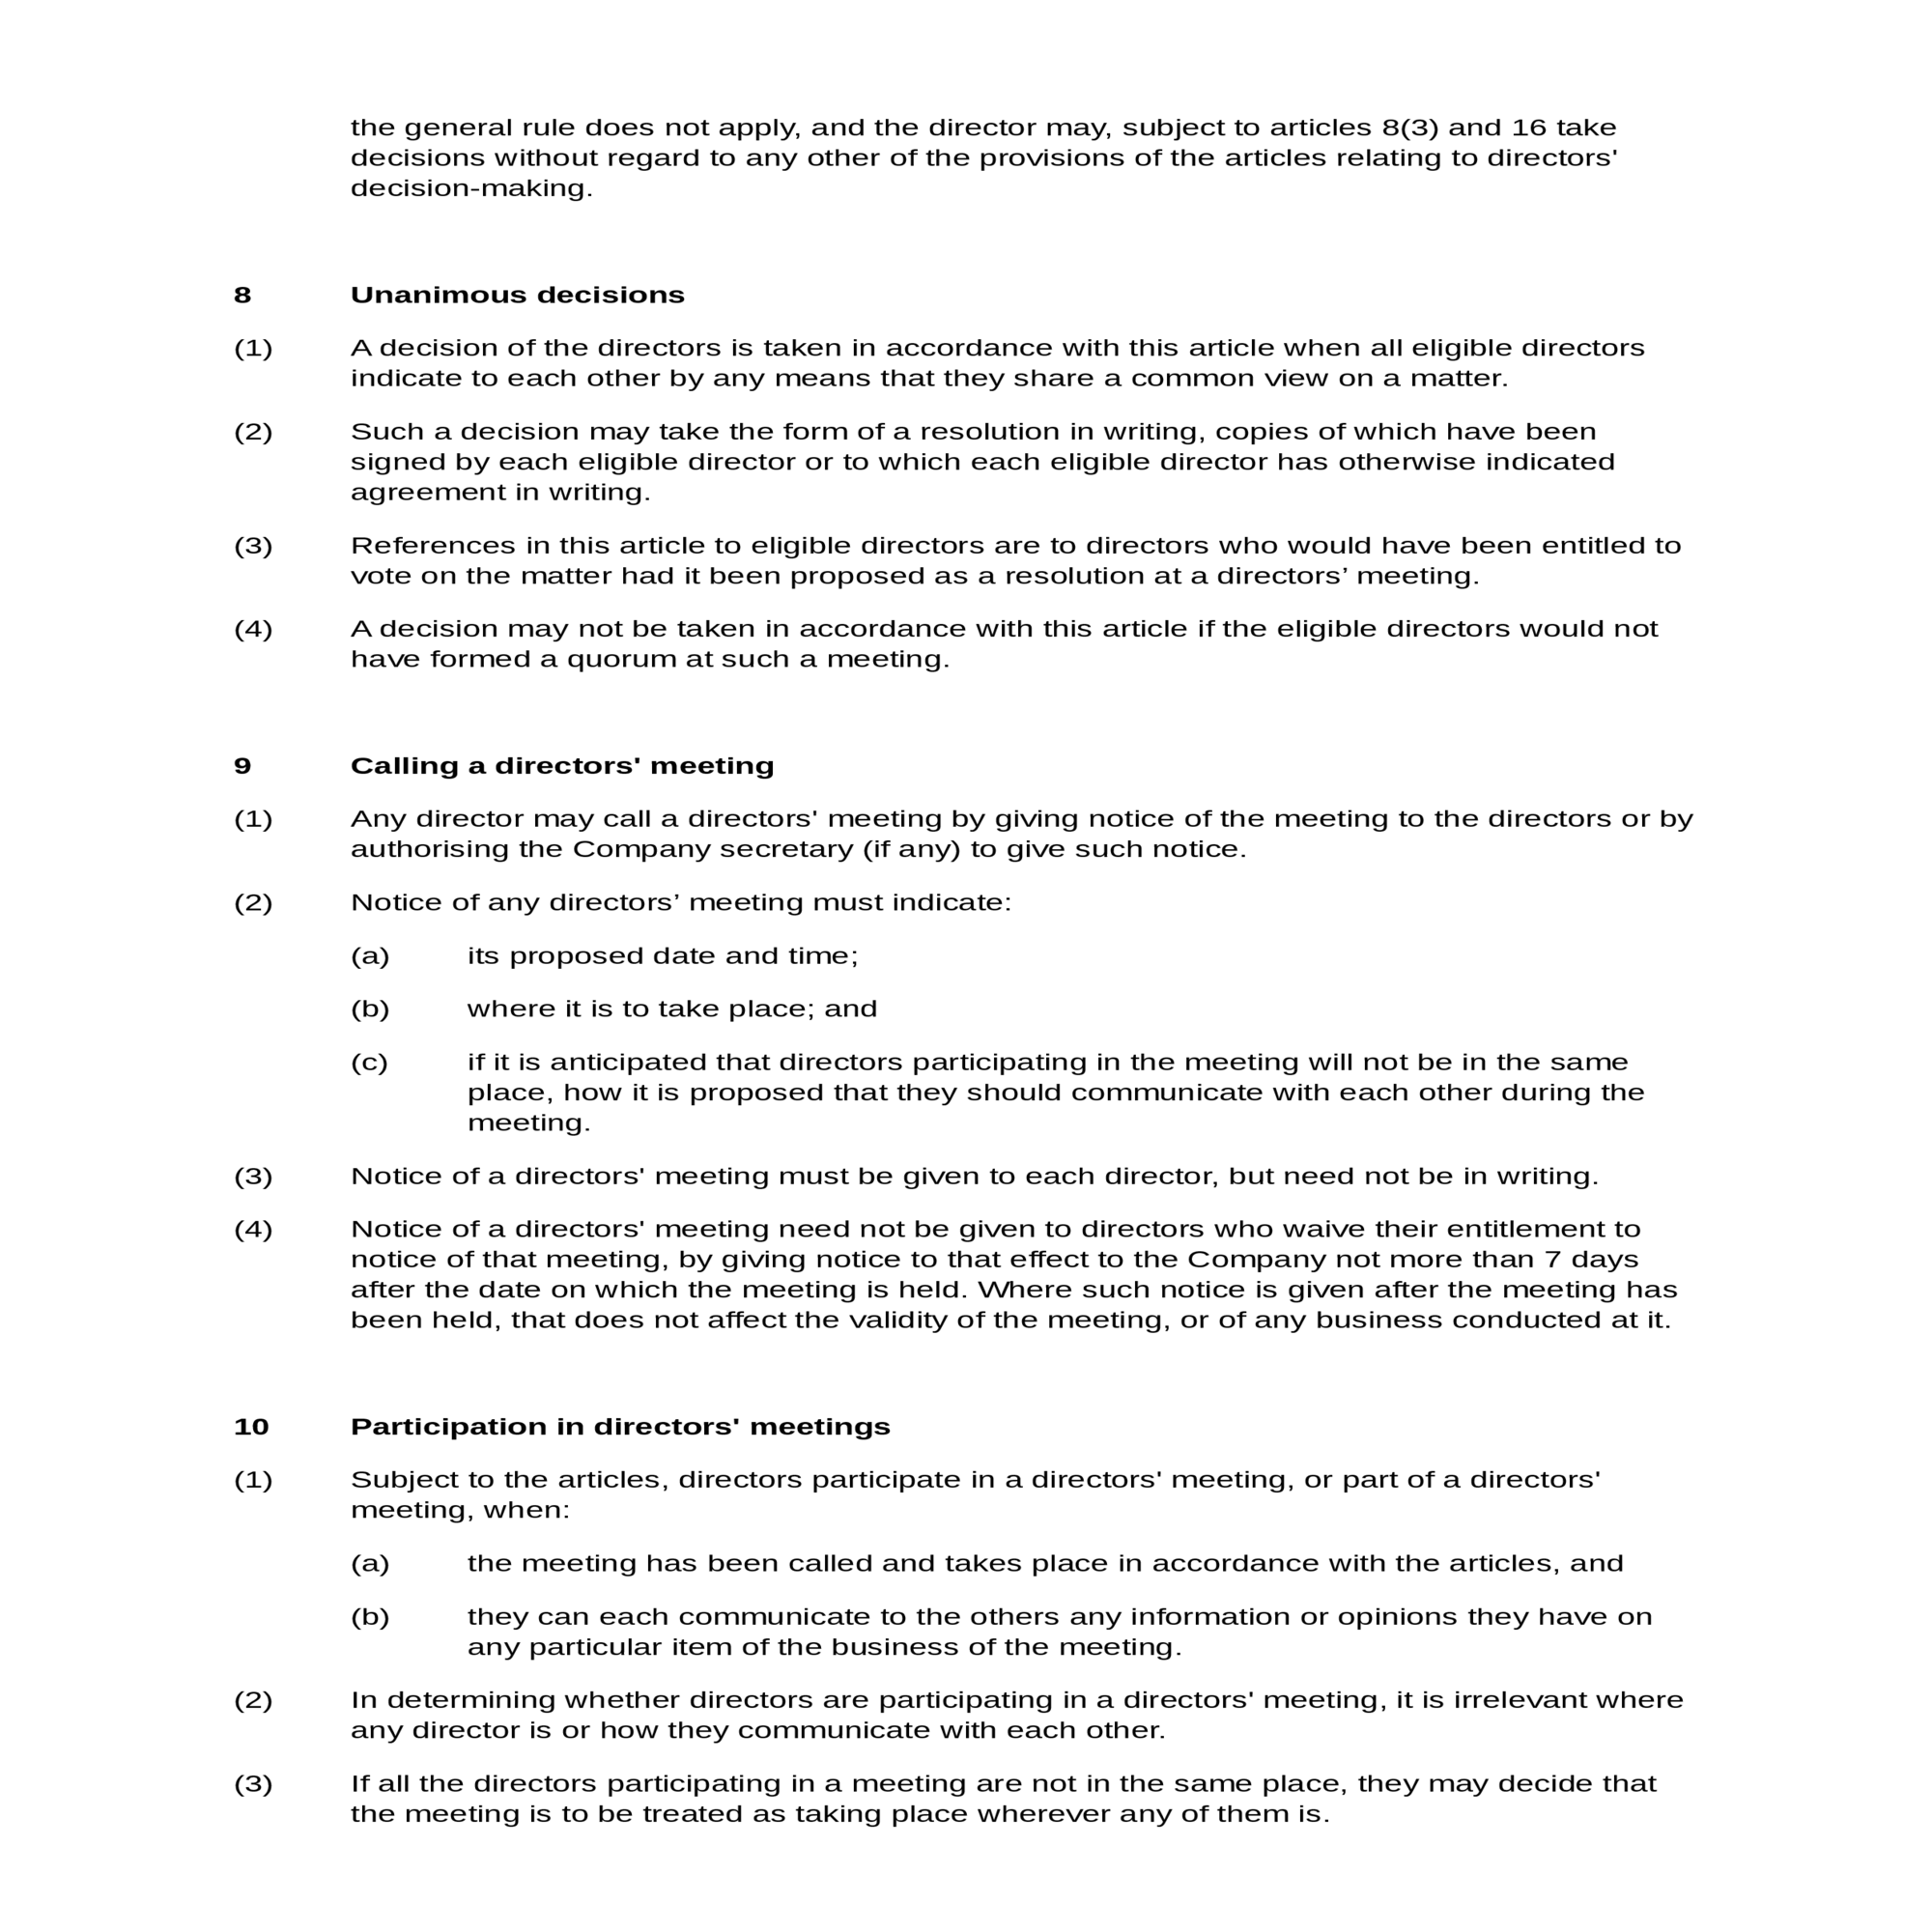 the general rule does not apply, and the director may, subject to articles 8(3) and 16 take
decisions without regard to any other of the provisions of the articles relating to directors'
decision-making.
8 Unanimous decisions
(1) A decision of the directors is taken in accordance with this article when all eligible directors
indicate to each other by any means that they share a common view on a matter.
(2) Such a decision may take the form of a resolution in writing, copies of which have been
signed by each eligible director or to which each eligible director has otherwise indicated
agreement in writing.
(3) References in this article to eligible directors are to directors who would have been entitled to
vote on the matter had it been proposed as a resolution at a directors’ meeting.
(4) A decision may not be taken in accordance with this article if the eligible directors would not
have formed a quorum at such a meeting.
9 Calling a directors' meeting
(1) Any director may call a directors' meeting by giving notice of the meeting to the directors or by
authorising the Company secretary (if any) to give such notice.
(2) Notice of any directors’ meeting must indicate:
(a) its proposed date and time;
(b) where it is to take place; and
(c) if it is anticipated that directors participating in the meeting will not be in the same
place, how it is proposed that they should communicate with each other during the
meeting.
(3) Notice of a directors' meeting must be given to each director, but need not be in writing.
(4) Notice of a directors' meeting need not be given to directors who waive their entitlement to
notice of that meeting, by giving notice to that effect to the Company not more than 7 days
after the date on which the meeting is held. Where such notice is given after the meeting has
been held, that does not affect the validity of the meeting, or of any business conducted at it.
10 Participation in directors' meetings
(1) Subject to the articles, directors participate in a directors' meeting, or part of a directors'
meeting, when:
(a) the meeting has been called and takes place in accordance with the articles, and
(b) they can each communicate to the others any information or opinions they have on
any particular item of the business of the meeting.
(2) In determining whether directors are participating in a directors' meeting, it is irrelevant where
any director is or how they communicate with each other.
(3) If all the directors participating in a meeting are not in the same place, they may decide that
the meeting is to be treated as taking place wherever any of them is.